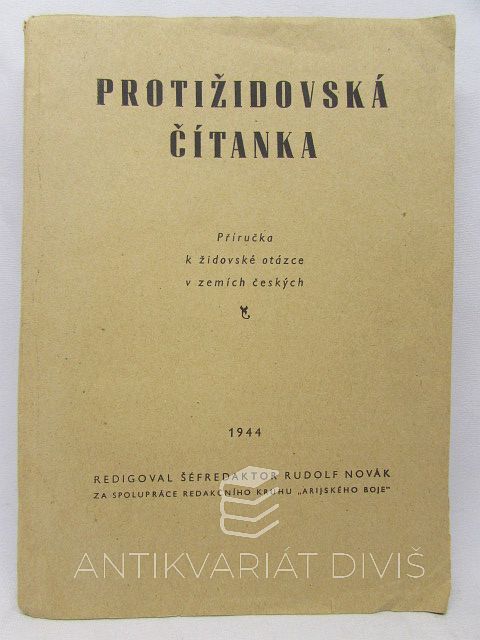 PROTIŽIDOVSKÁ
ČÍTANKA
Příručka
k židovské otázce
v zemích českých
1944
REDIGOVAL ŠÉFREDAKTOR RUDOLF NOVÁK
ZA SPOLUPRÁCE REDAKČNÍHO KRUHU „ARIJSKÉHO BOJE"
ANTIKVARIÁT DIVIŠ